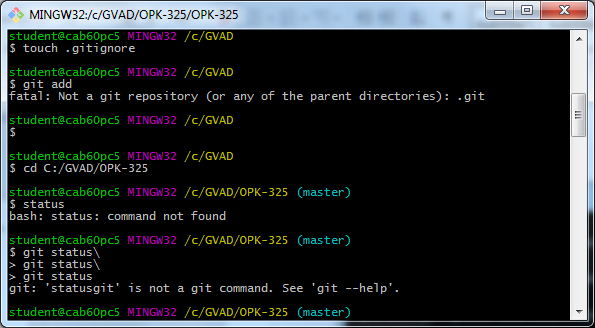 MINGW32:/c/GVAD/OPK-325/OPK-325
student@cab60pc5 MINGW32 /c/GVAD
$ touch .gitignore
student@cab60pc5 MINGW32 /c/GVAD
$ git add
fatal: Not a git repository (or any of the parent directories): .git
student@cab60pc5 MINGW32 /c/GVAD
$
student@cab60pc5 MINGW32 /c/GVAD
$ cd C:/GVAD/OPK-325
student@cab60pc5 MINGW32 /c/GVAD/OPK-325 (master)
$ status
bash: status: command not found
student@cab60pc5 MINGW32 /c/GVAD/OPK-325 (master)
$ git status\
> git status\
> git status
git: 'statusgit' is not a git command. See 'git --help'.
student@cab60pc5 MINGW32 /c/GVAD/OPK-325 (master)